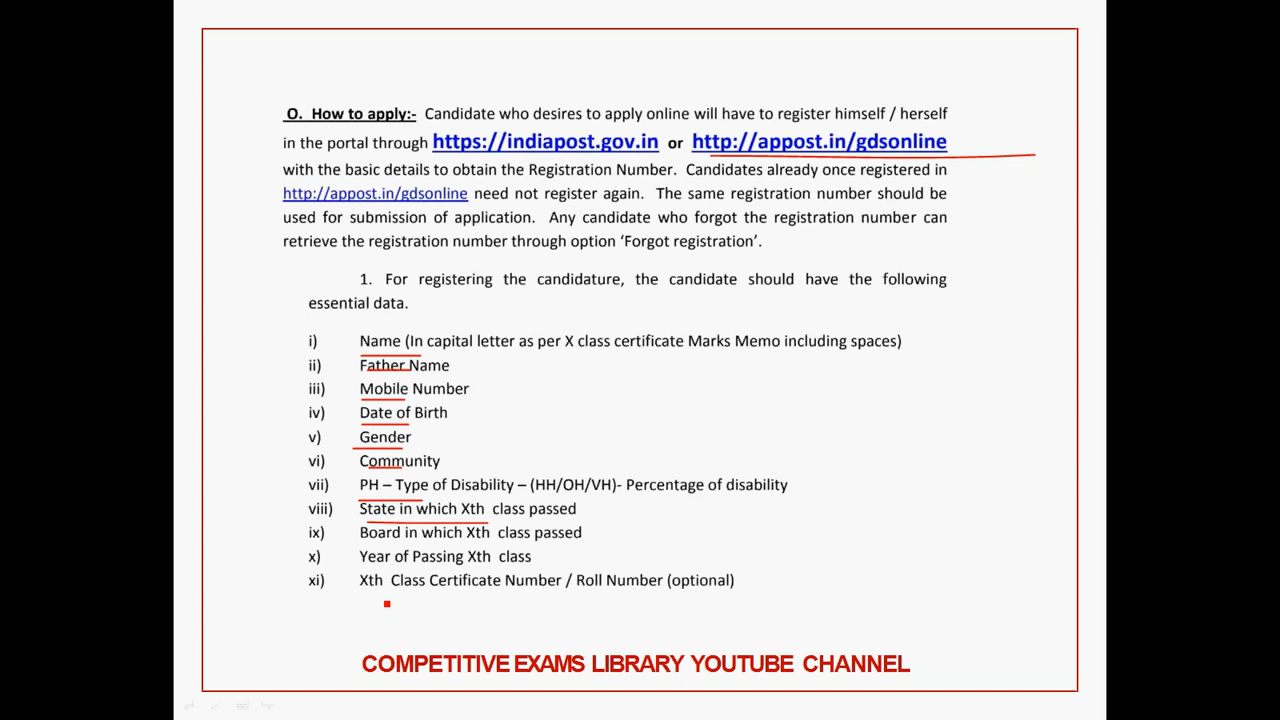 O. How to apply:- Candidate who desires to apply online will have to register himself / herself
in the portal through https://indiapost.gov.in or http://appost.in/gdsonline
with the basic details to obtain the Registration Number. Candidates already once registered in
http://appost.in/gdsonline need not register again. The same registration number should be
used for submission of application. Any candidate who forgot the registration number can
retrieve the registration number through option ‘Forgot registration’.
1. For registering the candidature, the candidate should have the following
essential data.
i) Name (In capital letter as per X class certificate Marks Memo including spaces)
ii) Father Name
iii) Mobile Number
iv) Date of Birth
v) Gender
vi) Community
vii) PH – Type of Disability – (HH/OH/VH)- Percentage of disability
viii) State in which Xth class passed
ix) Board in which Xth class passed
x) Year of Passing Xth class
xi) Xth Class Certificate Number / Roll Number (optional)
COMPETITIVE EXAMS LIBRARY YOUTUBE CHANNEL